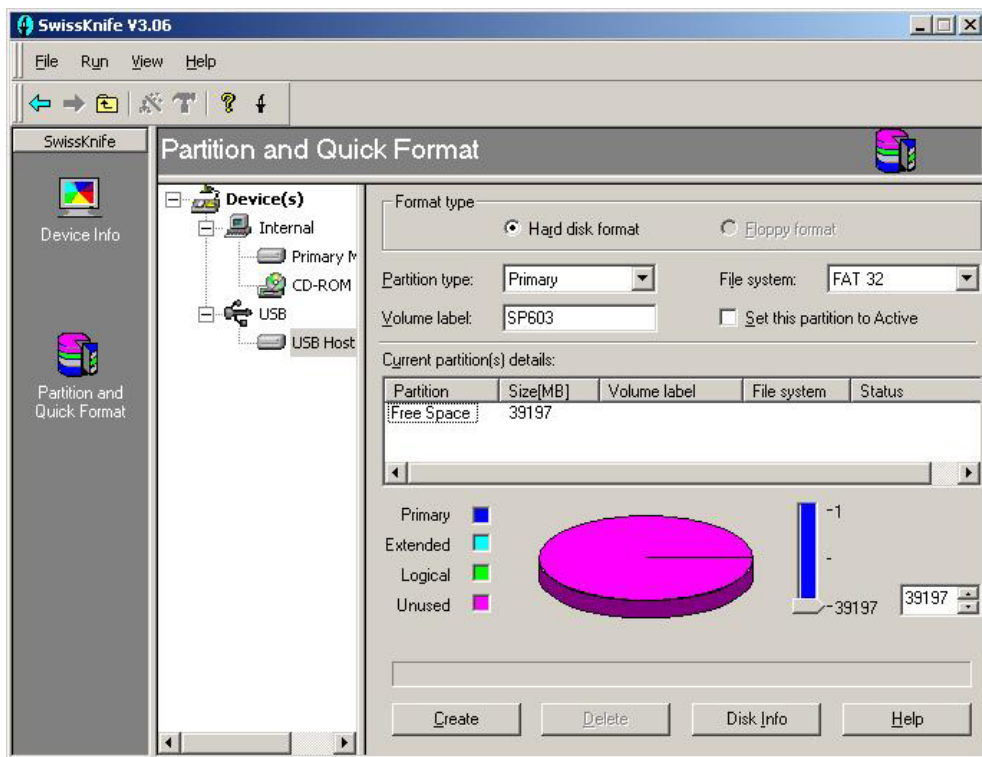 SwissKnife V3.06
File Run View Help
SwissKnife
Partition and Quick Format
Device Info
Partition and
Quick Format
Device(s)
Internal
Primary M
CD-ROM
USB
USB Host
Format type
Hard disk format Floppy format
Partition type: Primary File system: FAT 32
Volume label: SP603 Set this partition to Active
Current partition(s) details:
Partition Size[MB] Volume label File system Status
Free Space 39197
Primary
Extended
Logical
Unused
-1
-
-39197
39197
Create Delete Disk Info Help